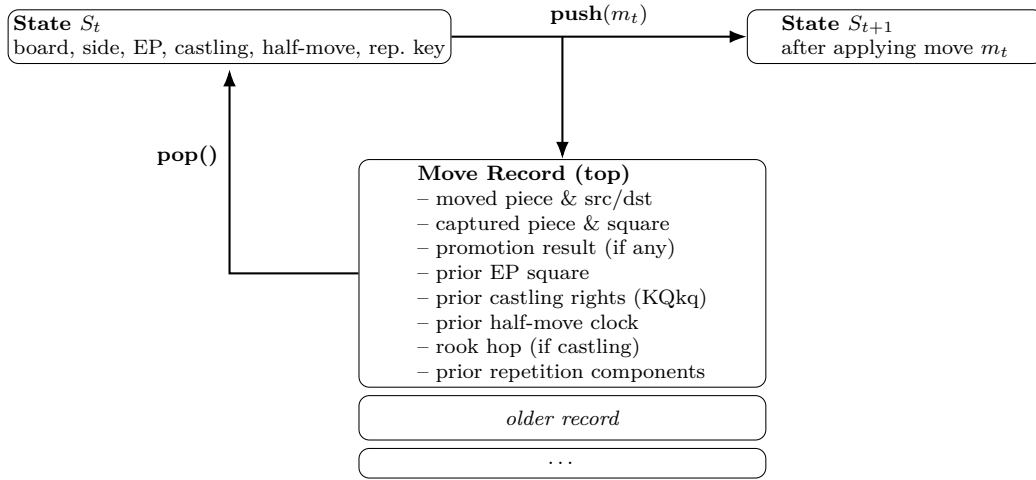 State S_t
board, side, EP, castling, half-move, rep. key
push(m_t)
State S_{t+1}
after applying move m_t
pop()
Move Record (top)
– moved piece & src/dst
– captured piece & square
– promotion result (if any)
– prior EP square
– prior castling rights (KQkq)
– prior half-move clock
– rook hop (if castling)
– prior repetition components
older record
...